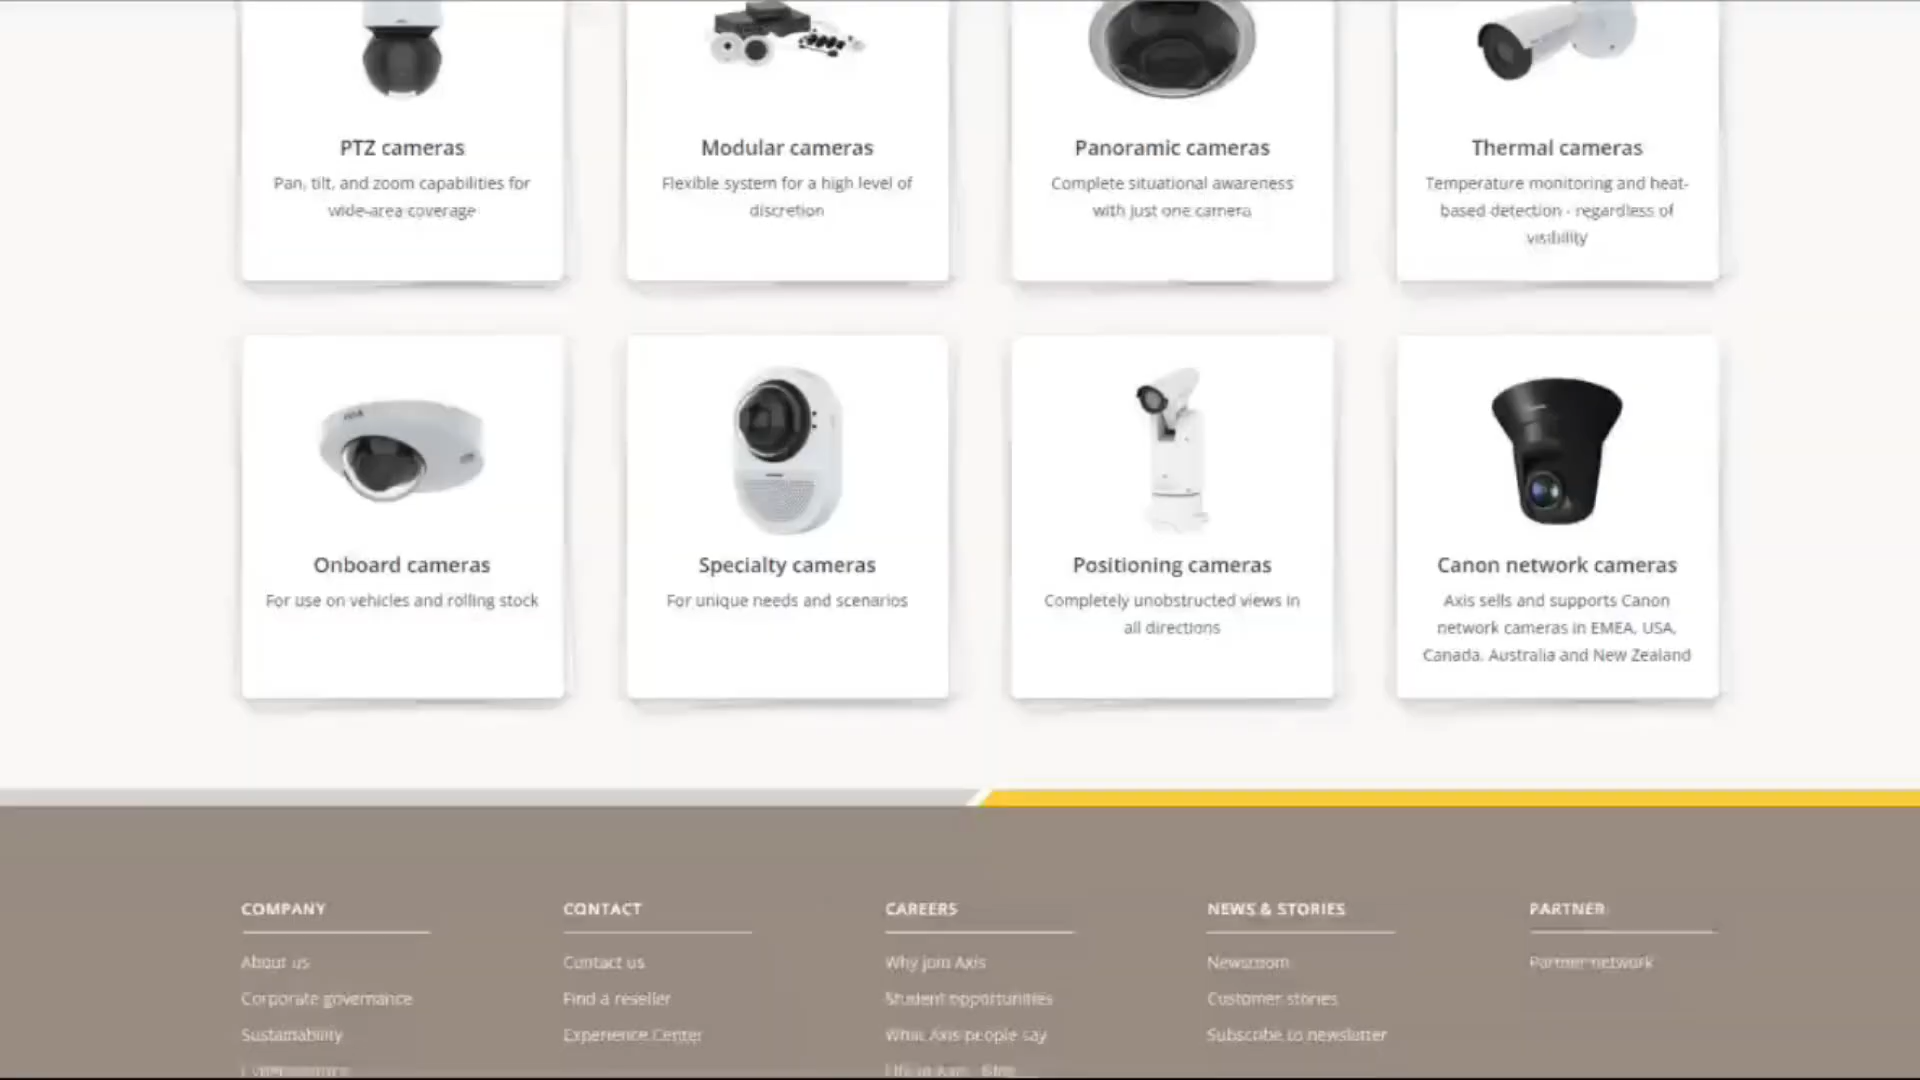 PTZ cameras
Pan, tilt, and zoom capabilities for
wide-area coverage
Modular cameras
Flexible system for a high level of
discretion
Panoramic cameras
Complete situational awareness
with just one camera
Thermal cameras
Temperature monitoring and heat-
based detection - regardless of
visibility
Onboard cameras
For use on vehicles and rolling stock
Specialty cameras
For unique needs and scenarios
Positioning cameras
Completely unobstructed views in
all directions
Canon network cameras
Axis sells and supports Canon
network cameras in EMEA, USA,
Canada, Australia and New Zealand
COMPANY
About us
Corporate governance
Sustainability
CONTACT
Contact us
Find a reseller
Experience Center
CAREERS
Why join Axis
Student opportunities
What Axis people say
NEWS & STORIES
Newsroom
Customer stories
Subscribe to newsletter
PARTNER
Partner network